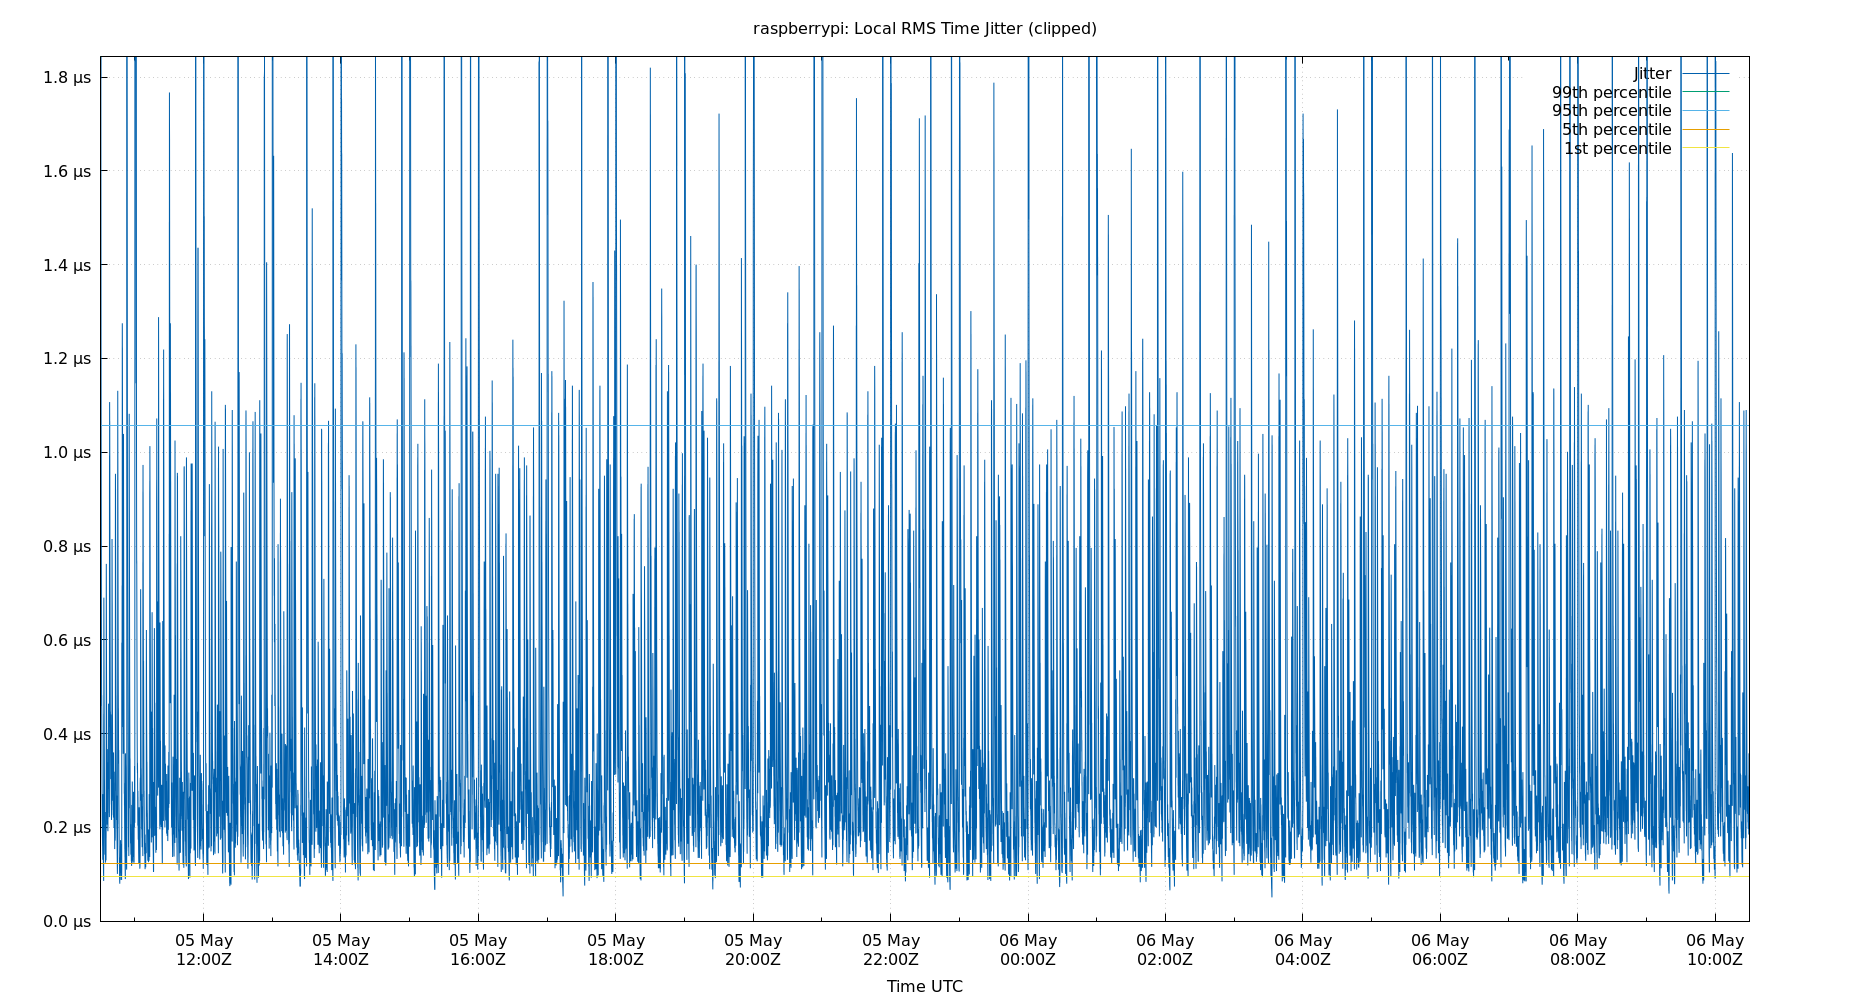 raspberrypi: Local RMS Time Jitter (clipped)
1.8 µs
1.6 µs
1.4 µs
1.2 µs
1.0 µs
0.8 µs
0.6 µs
0.4 µs
0.2 µs
0.0 µs
Jitter
99th percentile
95th percentile
5th percentile
1st percentile
05 May 05 May 05 May 05 May 05 May 05 May 06 May 06 May 06 May 06 May 06 May 06 May
12:00Z 14:00Z 16:00Z 18:00Z 20:00Z 22:00Z 00:00Z 02:00Z 04:00Z 06:00Z 08:00Z 10:00Z
Time UTC